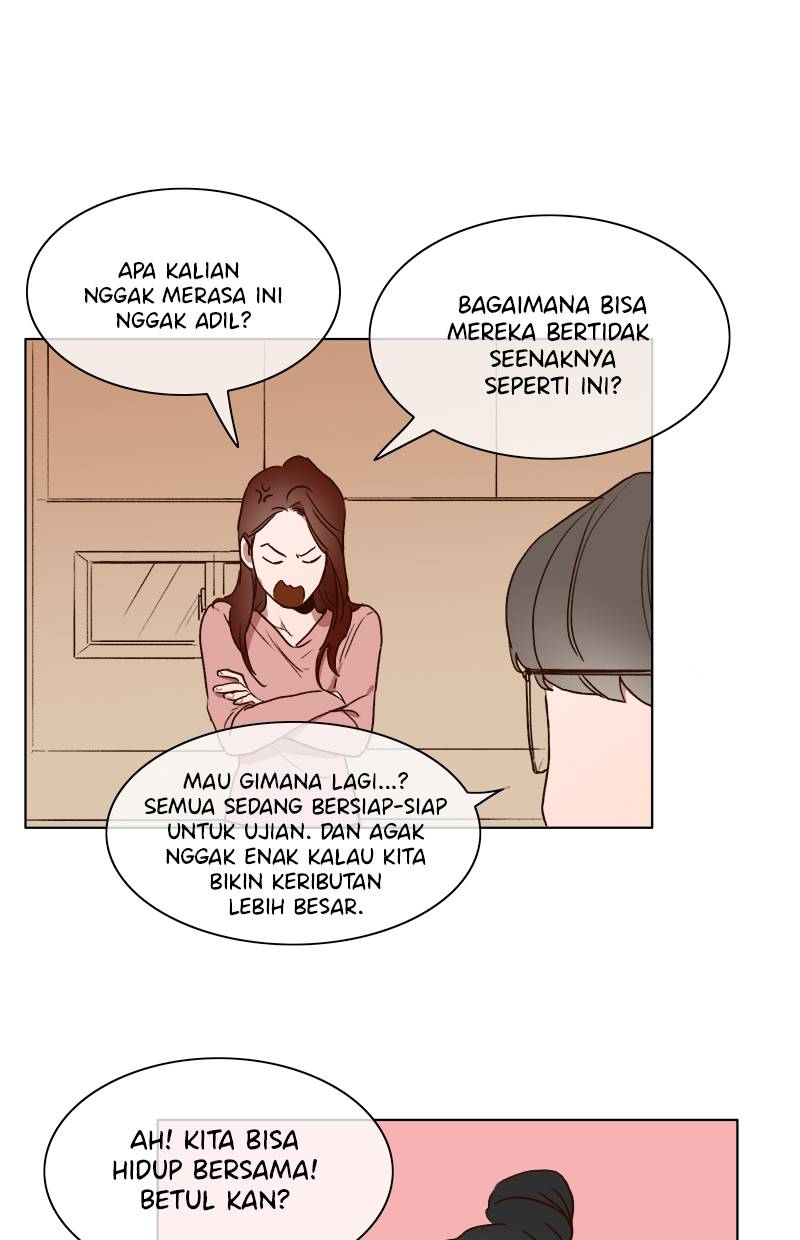 APA KALIAN
NGGAK MERASA INI
NGGAK ADIL?
BAGAIMANA BISA
MEREKA BERTIDAK
SEENAKNYA
SEPERTI INI?
MAU GIMANA LAGI...?
SEMUA SEDANG BERSIAP-SIAP
UNTUK UJIAN. DAN AGAK
NGGAK ENAK KALAU KITA
BIKIN KERIBUTAN
LEBIH BESAR.
AH! KITA BISA
HIDUP BERSAMA!
BETUL KAN?